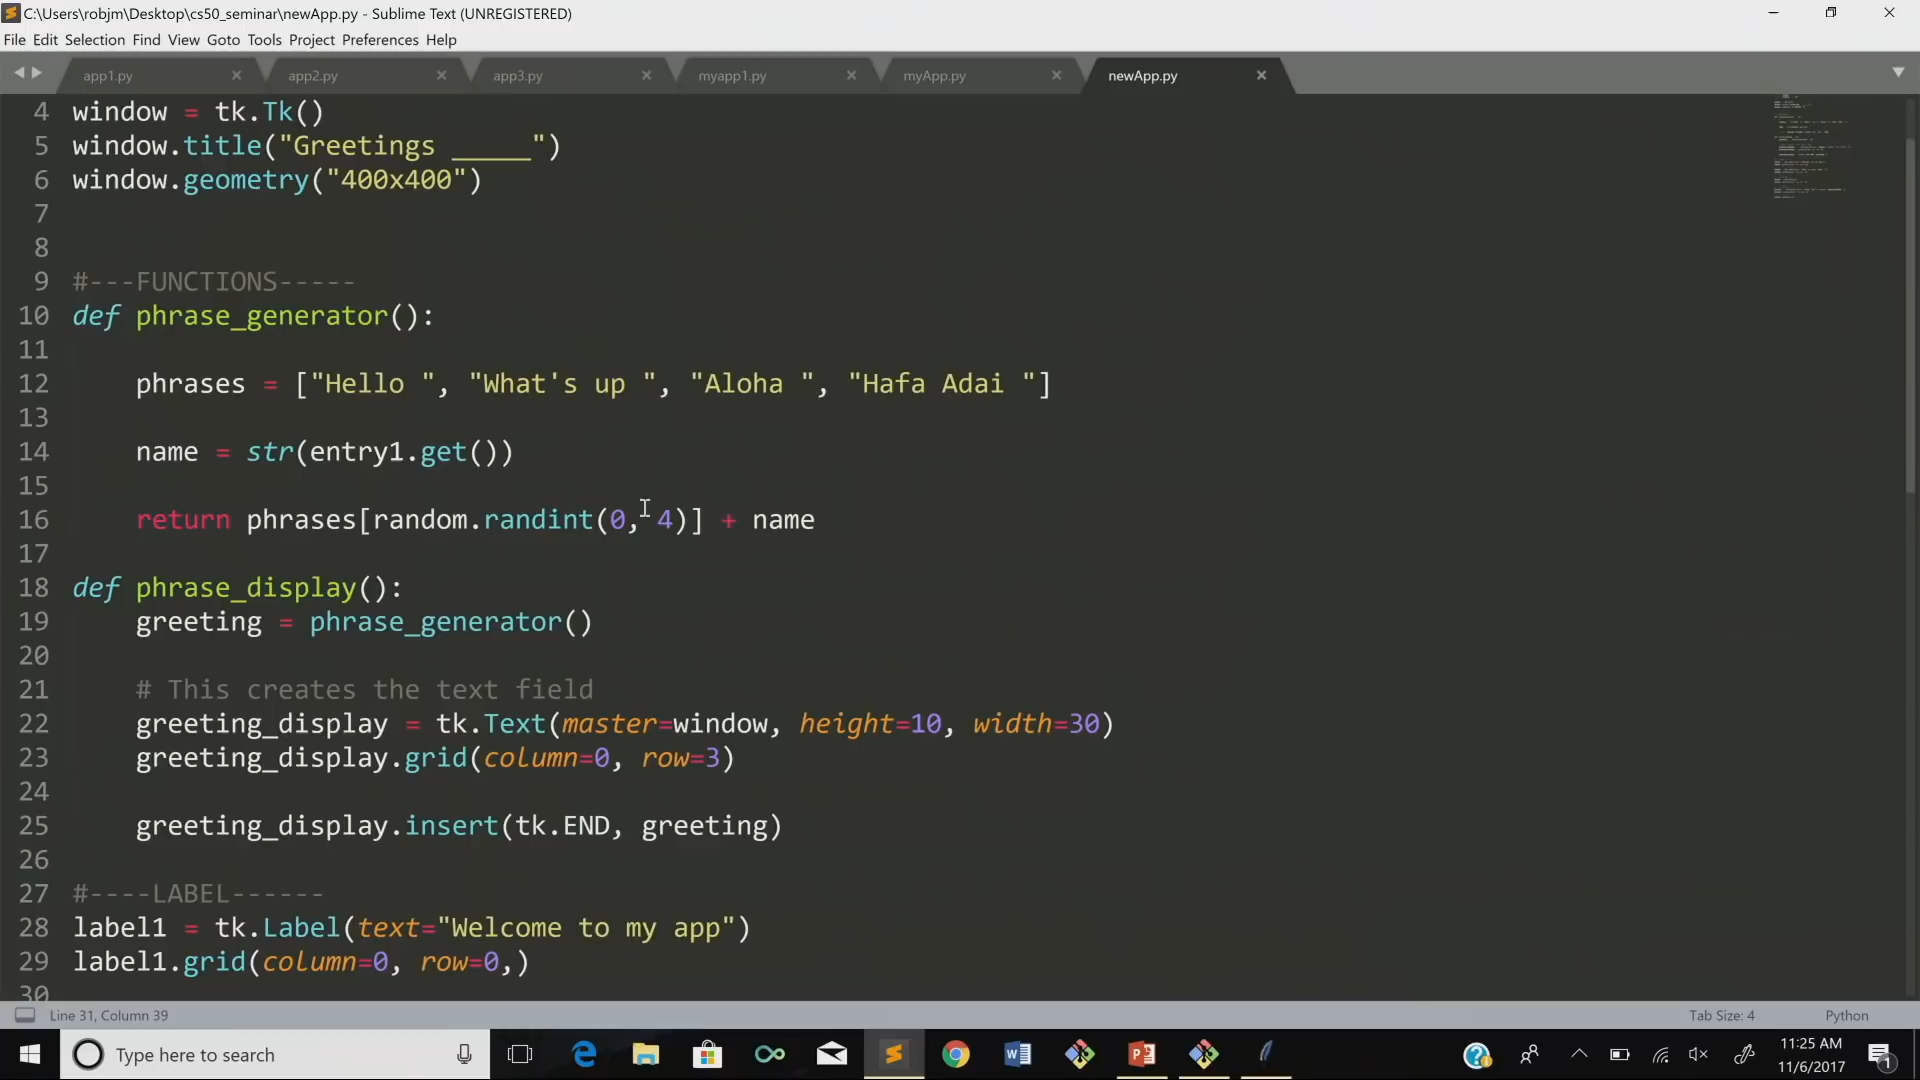 C:\Users\robjm\Desktop\cs50_seminar\newApp.py - Sublime Text (UNREGISTERED)
File Edit Selection Find View Goto Tools Project Preferences Help
app1.py app2.py app3.py myapp1.py myApp.py newApp.py
4 window = tk.Tk()
5 window.title("Greetings _____")
6 window.geometry("400x400")
7
8
9 #---FUNCTIONS-----
10 def phrase_generator():
11
12 phrases = ["Hello ", "What's up ", "Aloha ", "Hafa Adai "]
13
14 name = str(entry1.get())
15
16 return phrases[random.randint(0, 4)] + name
17
18 def phrase_display():
19 greeting = phrase_generator()
20
21 # This creates the text field
22 greeting_display = tk.Text(master=window, height=10, width=30)
23 greeting_display.grid(column=0, row=3)
24
25 greeting_display.insert(tk.END, greeting)
26
27 #----LABEL------
28 label1 = tk.Label(text="Welcome to my app")
29 label1.grid(column=0, row=0,)
30
Line 31, Column 39 Tab Size: 4 Python
Type here to search
11:25 AM
11/6/2017
1